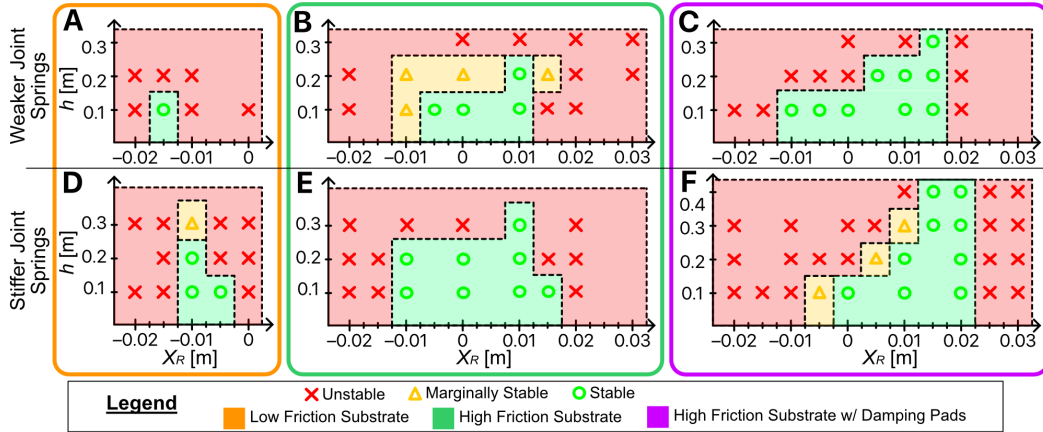 Weaker Joint
Springs
A
h [m]
0.3
0.2
0.1
−0.02 −0.01 0
B
−0.02 0 0.01 0.02 0.03
C
−0.02 0 0.01 0.02 0.03
Stiffer Joint
Springs
D
h [m]
0.3
0.2
0.1
−0.02 −0.01 0
XR [m]
E
−0.02 −0.01 0 0.01 0.02 0.03
XR [m]
F
0.4
0.3
0.2
0.1
−0.02 −0.01 0 0.01 0.02 0.03
XR [m]
Legend
Unstable Marginally Stable Stable
Low Friction Substrate High Friction Substrate High Friction Substrate w/ Damping Pads